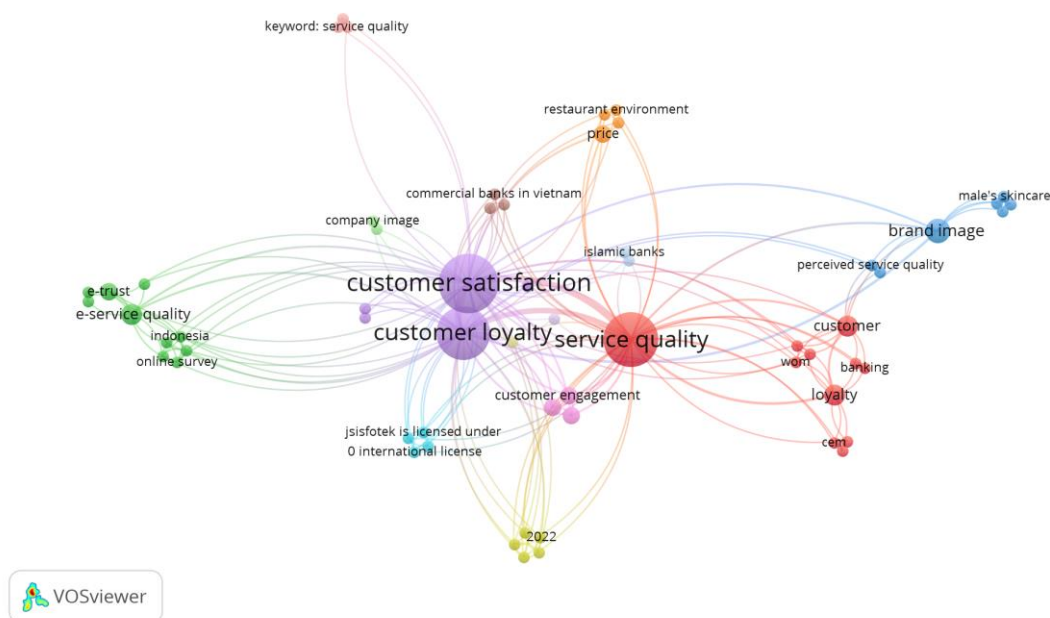 keyword: service quality
restaurant environment
price
commercial banks in vietnam
male's skincare
company image
brand image
islamic banks
perceived service quality
customer satisfaction
e-trust
e-service quality
customer
customer loyalty
service quality
indonesia
online survey
wom
banking
customer engagement
loyalty
jsisfotek is licensed under
cem
0 international license
2022
VOSviewer